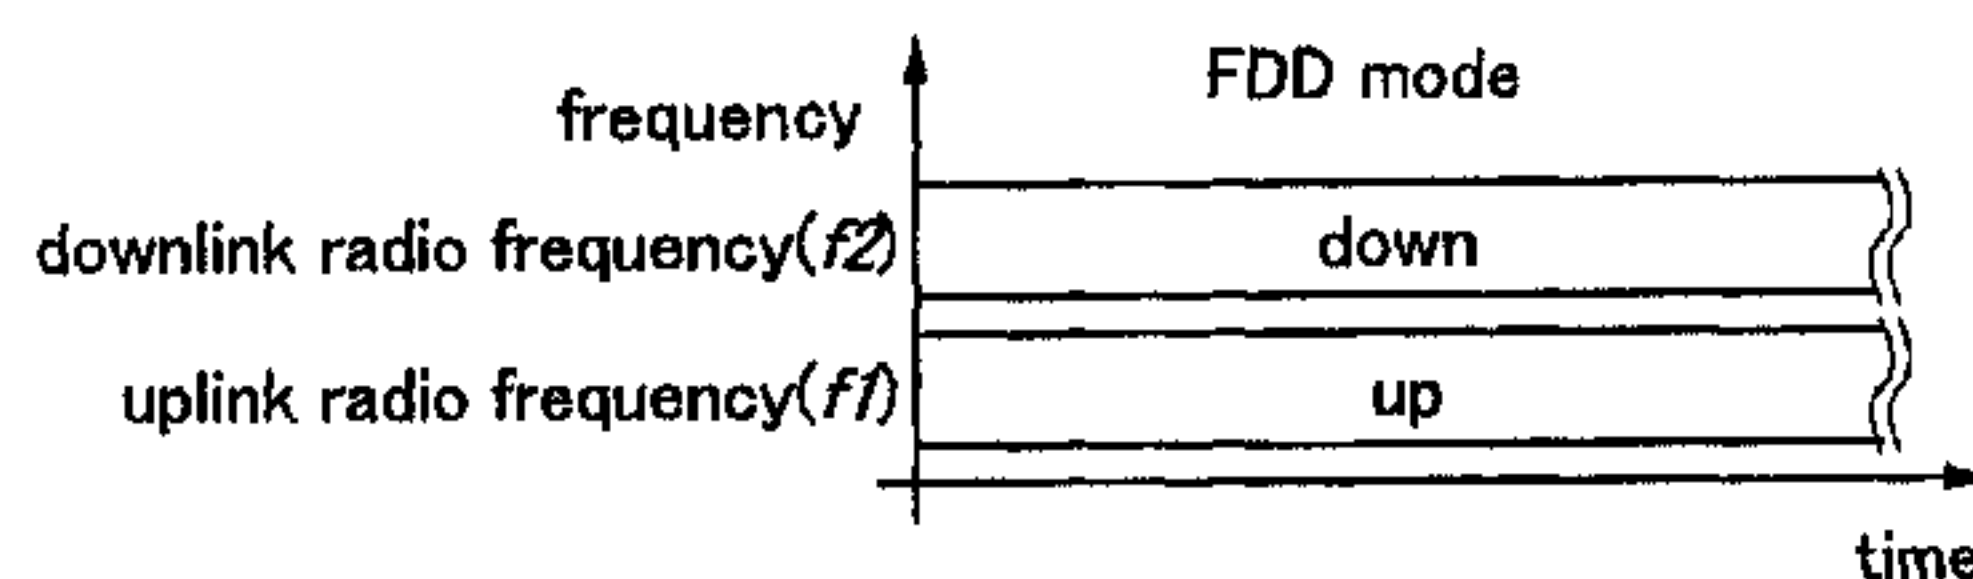 FDD mode
frequency
downlink radio frequency(f2)
down
uplink radio frequency(f1)
up
time